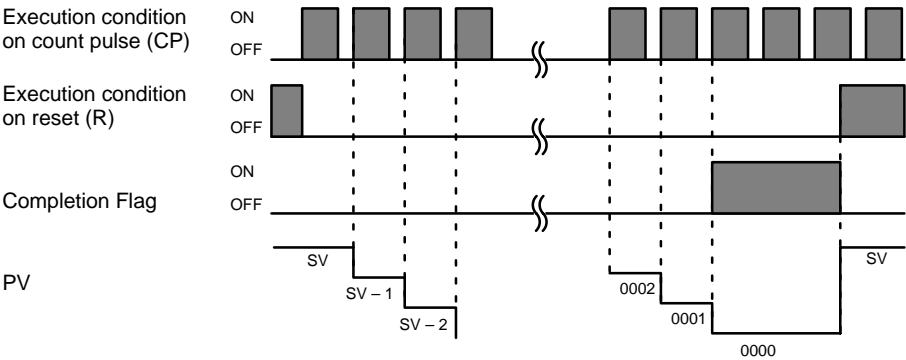 Execution condition
on count pulse (CP)
ON
OFF
Execution condition
on reset (R)
ON
OFF
Completion Flag
ON
OFF
PV
SV
SV – 1
SV – 2
0002
0001
0000
SV